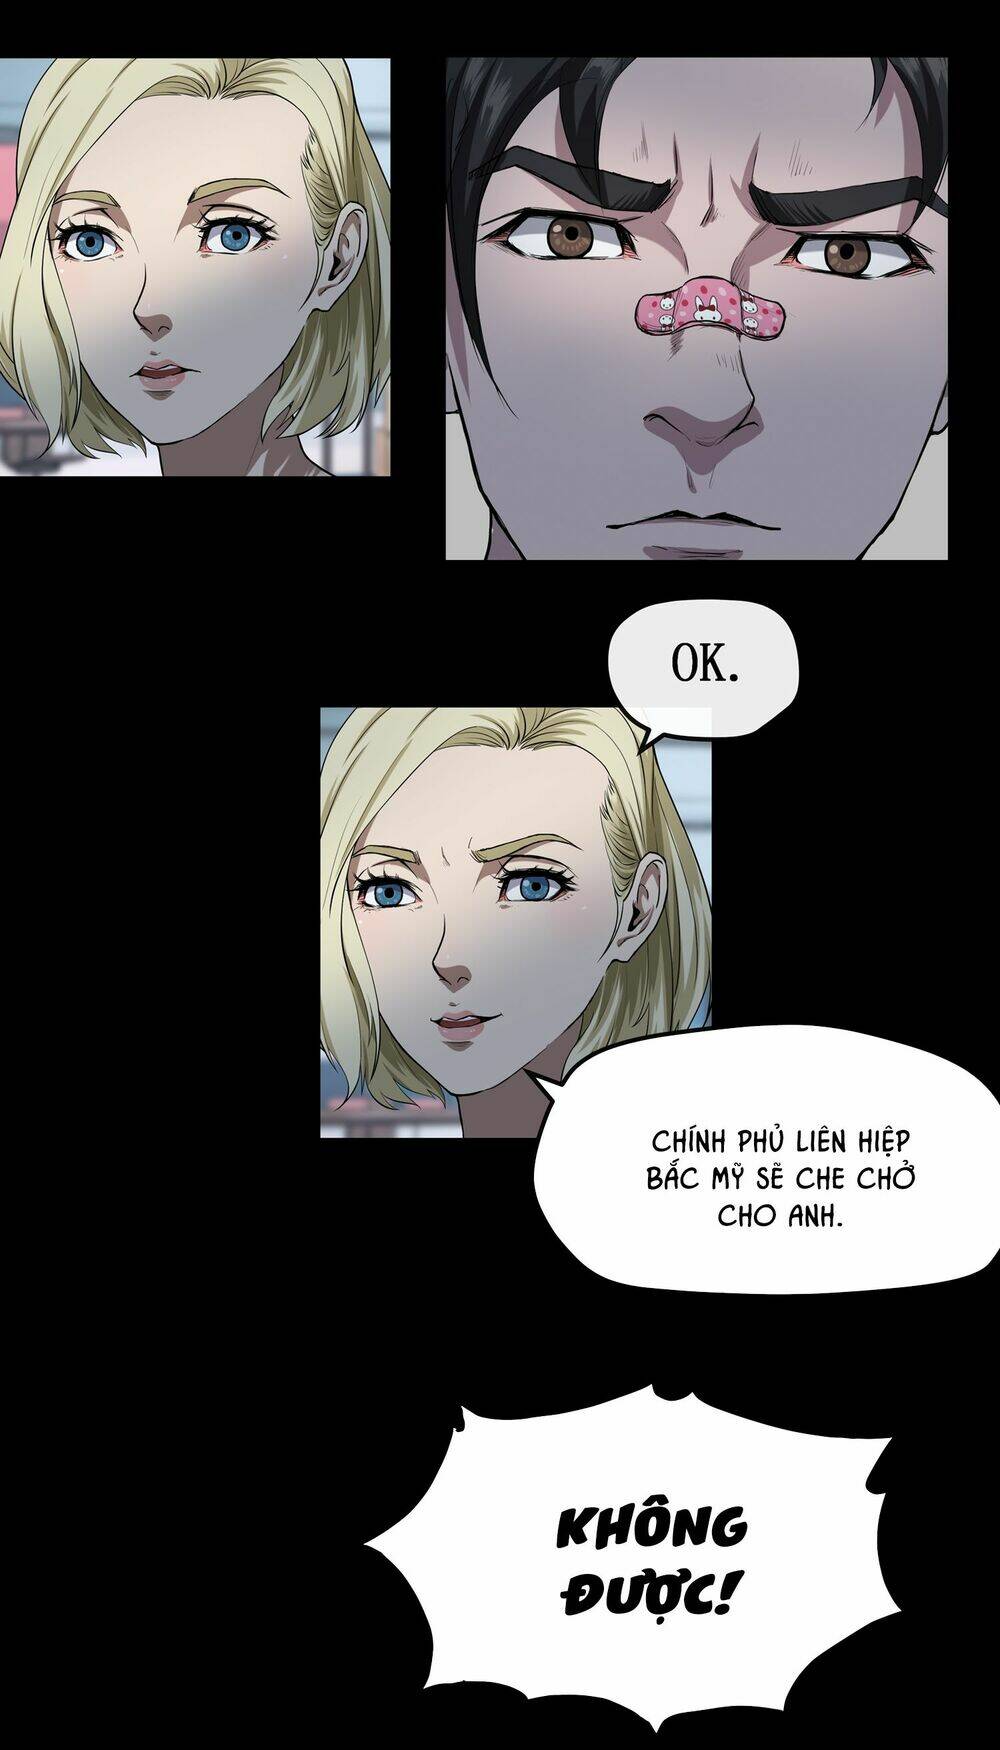 OK.
CHÍNH PHỦ LIÊN HIỆP
BẮC MỸ SẼ CHE CHỞ
CHO ANH.
KHÔNG
ĐƯỢC!